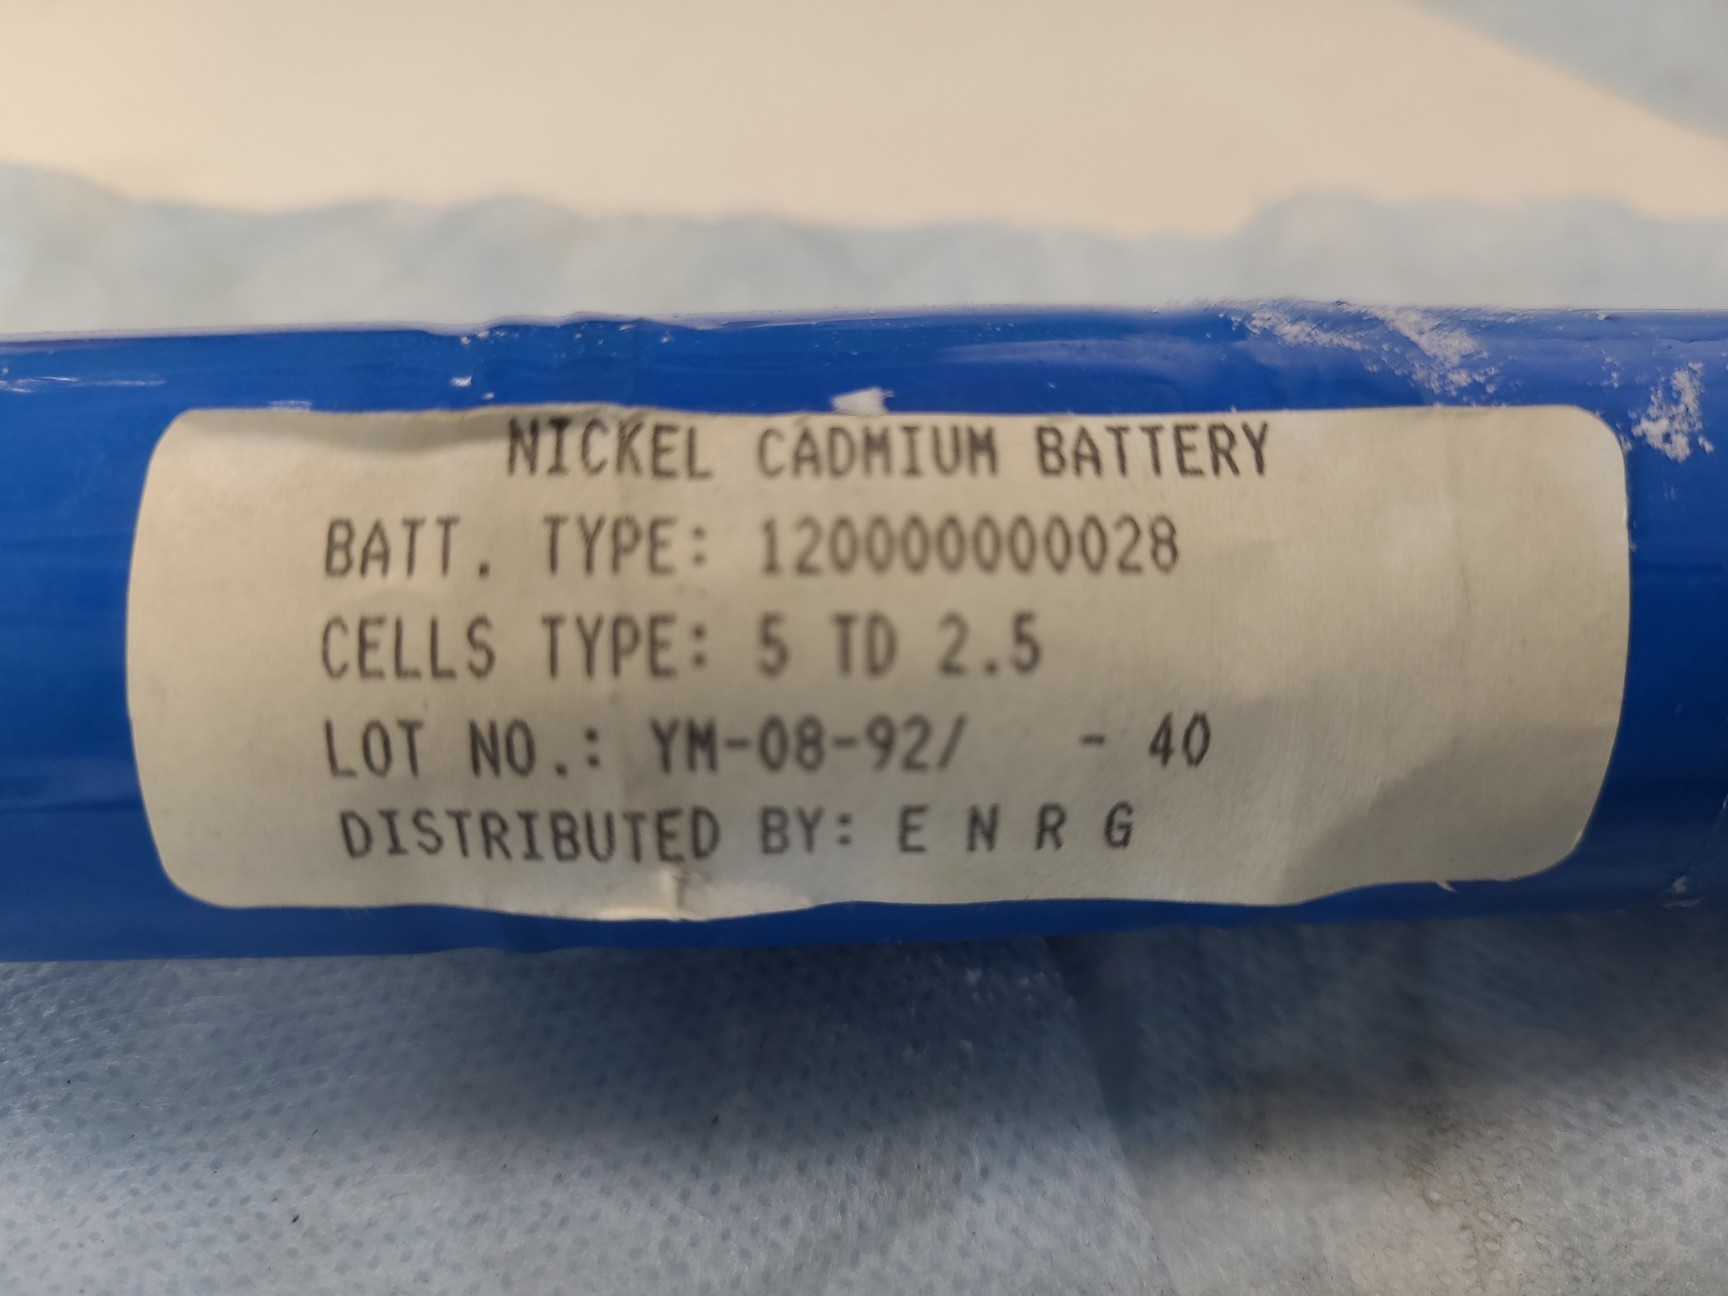 NICKEL CADMIUM BATTERY
BATT. TYPE: 120000000028
CELLS TYPE: 5 TD 2.5
LOT NO.: YM-08-92/   - 40
DISTRIBUTED BY: E N R G